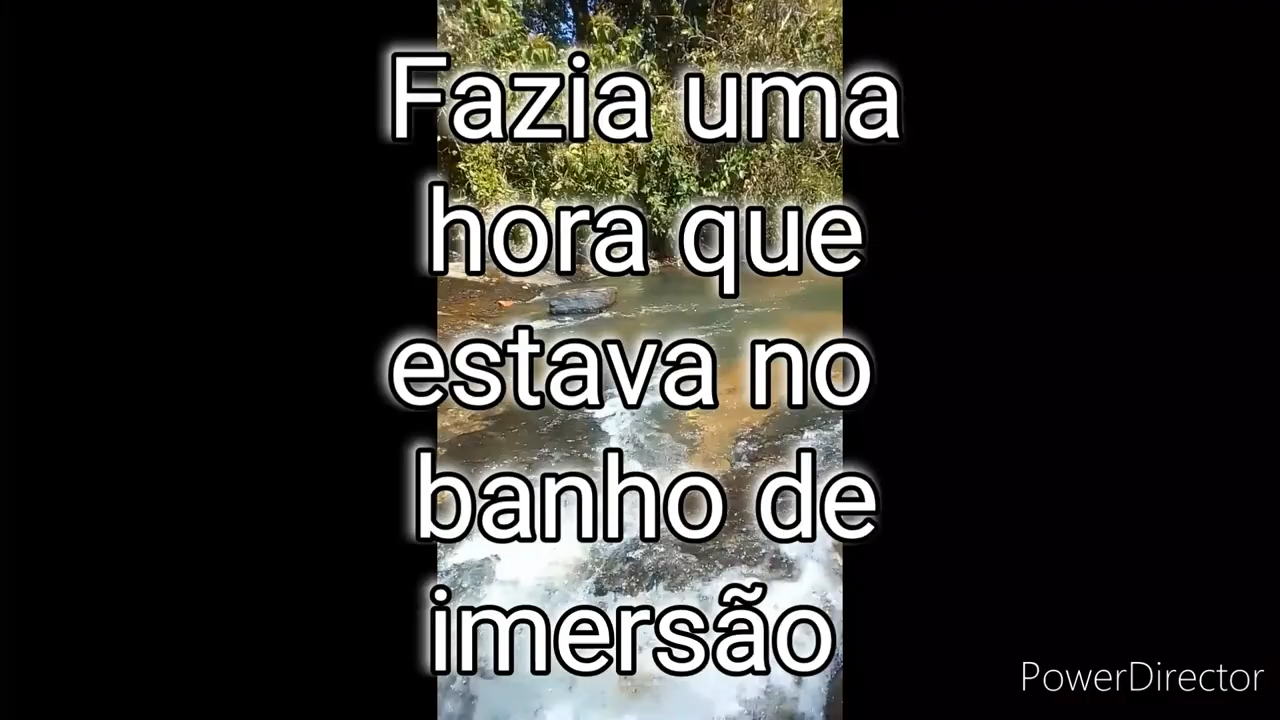 Fazia uma
hora que
estava no
banho de
imersão
PowerDirector